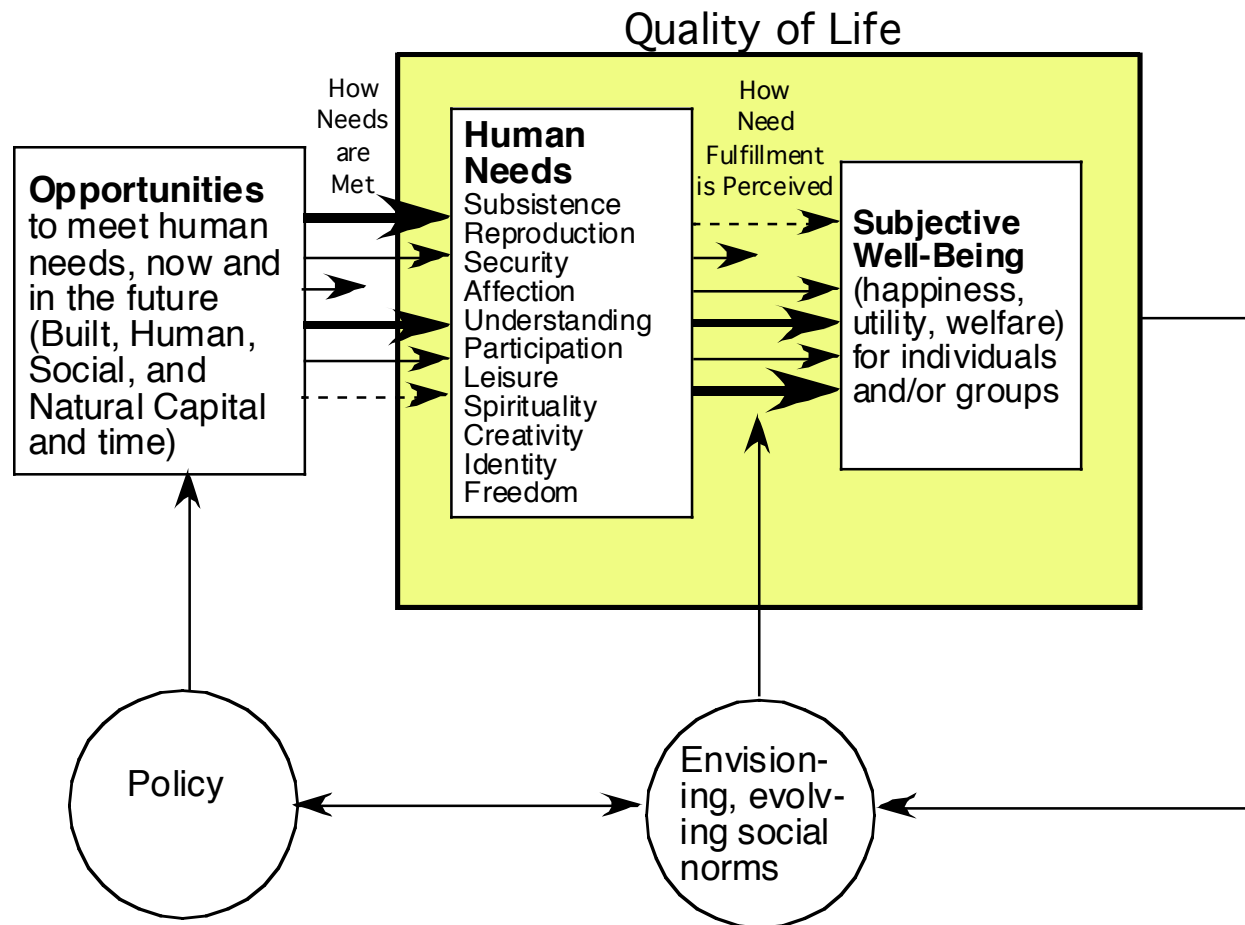 Quality of Life
How
Needs
are
Met
How
Need
Fulfillment
is Perceived
Opportunities
to meet human
needs, now and
in the future
(Built, Human,
Social, and
Natural Capital
and time)
Human
Needs
Subsistence
Reproduction
Security
Affection
Understanding
Participation
Leisure
Spirituality
Creativity
Identity
Freedom
Subjective
Well-Being
(happiness,
utility, welfare)
for individuals
and/or groups
Policy
Envision-
ing, evolv-
ing social
norms